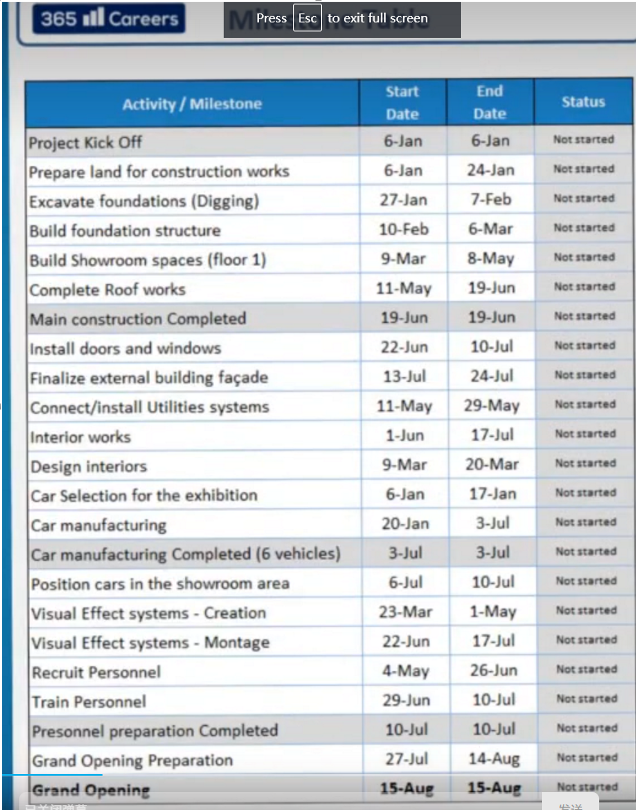 365 Careers
Milestone Table
Press Esc to exit full screen
Activity / Milestone Start Date End Date Status
Project Kick Off 6-Jan 6-Jan Not started
Prepare land for construction works 6-Jan 24-Jan Not started
Excavate foundations (Digging) 27-Jan 7-Feb Not started
Build foundation structure 10-Feb 6-Mar Not started
Build Showroom spaces (floor 1) 9-Mar 8-May Not started
Complete Roof works 11-May 19-Jun Not started
Main construction Completed 19-Jun 19-Jun Not started
Install doors and windows 22-Jun 10-Jul Not started
Finalize external building façade 13-Jul 24-Jul Not started
Connect/install Utilities systems 11-May 29-May Not started
Interior works 1-Jun 17-Jul Not started
Design interiors 9-Mar 20-Mar Not started
Car Selection for the exhibition 6-Jan 17-Jan Not started
Car manufacturing 20-Jan 3-Jul Not started
Car manufacturing Completed (6 vehicles) 3-Jul 3-Jul Not started
Position cars in the showroom area 6-Jul 10-Jul Not started
Visual Effect systems - Creation 23-Mar 1-May Not started
Visual Effect systems - Montage 22-Jun 17-Jul Not started
Recruit Personnel 4-May 26-Jun Not started
Train Personnel 29-Jun 10-Jul Not started
Presonnel preparation Completed 10-Jul 10-Jul Not started
Grand Opening Preparation 27-Jul 14-Aug Not started
Grand Opening 15-Aug 15-Aug Not started
已关闭弹幕 发送